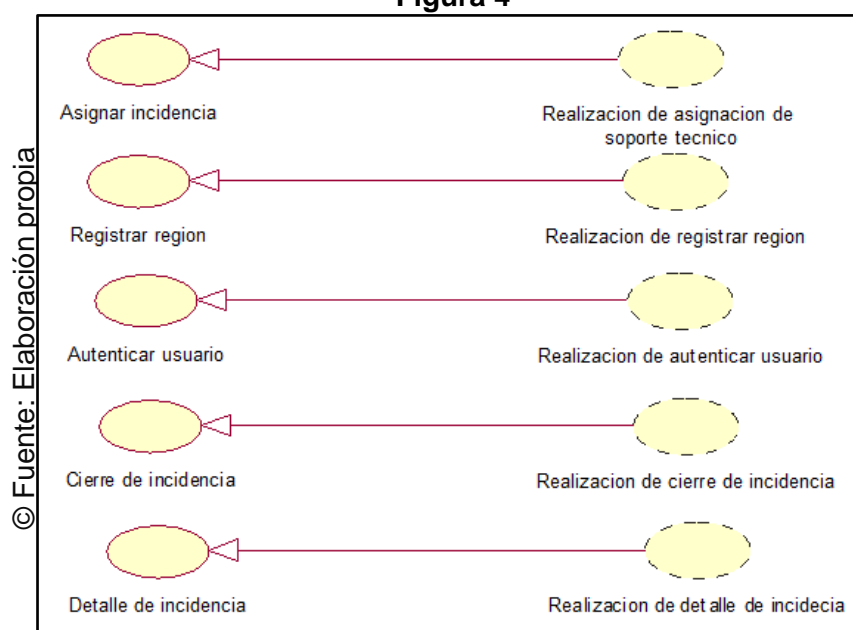 Figura 4
Asignar incidencia
Realizacion de asignacion de
soporte tecnico
Registrar region
Realizacion de registrar region
Autenticar usuario
Realizacion de autenticar usuario
Cierre de incidencia
Realizacion de cierre de incidencia
Detalle de incidencia
Realizacion de detalle de incidecia
© Fuente: Elaboración propia